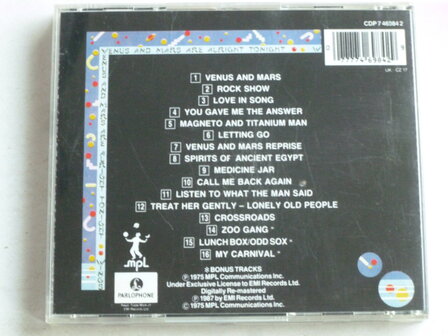 CDP 7 46984 2
VENUS AND MARS ARE ALRIGHT TONIGHT
UK : CZ 17
1 VENUS AND MARS
2 ROCK SHOW
3 LOVE IN SONG
4 YOU GAVE ME THE ANSWER
5 MAGNETO AND TITANIUM MAN
6 LETTING GO
7 VENUS AND MARS REPRISE
8 SPIRITS OF ANCIENT EGYPT
9 MEDICINE JAR
10 CALL ME BACK AGAIN
11 LISTEN TO WHAT THE MAN SAID
12 TREAT HER GENTLY – LONELY OLD PEOPLE
13 CROSSROADS
14 ZOO GANG *
15 LUNCH BOX/ODD SOX *
16 MY CARNIVAL *
mpl
* BONUS TRACKS
℗ 1975 MPL Communications Inc.
Under Exclusive License to EMI Records Ltd.
Digitally Re-mastered
℗ 1987 by EMI Records Ltd.
© 1975 MPL Communications Inc.
PARLOPHONE